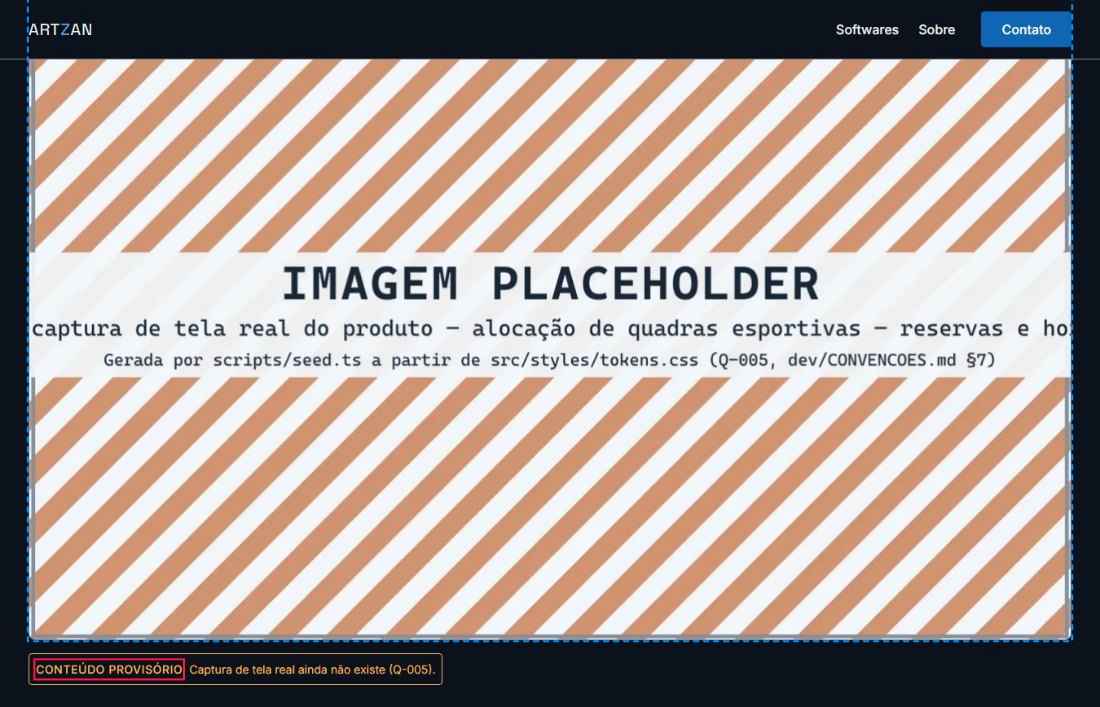 ARTZAN
Softwares Sobre Contato
IMAGEM PLACEHOLDER
captura de tela real do produto — alocação de quadras esportivas — reservas e ho
Gerada por scripts/seed.ts a partir de src/styles/tokens.css (Q-005, dev/CONVENCOES.md §7)
CONTEÚDO PROVISÓRIO Captura de tela real ainda não existe (Q-005).